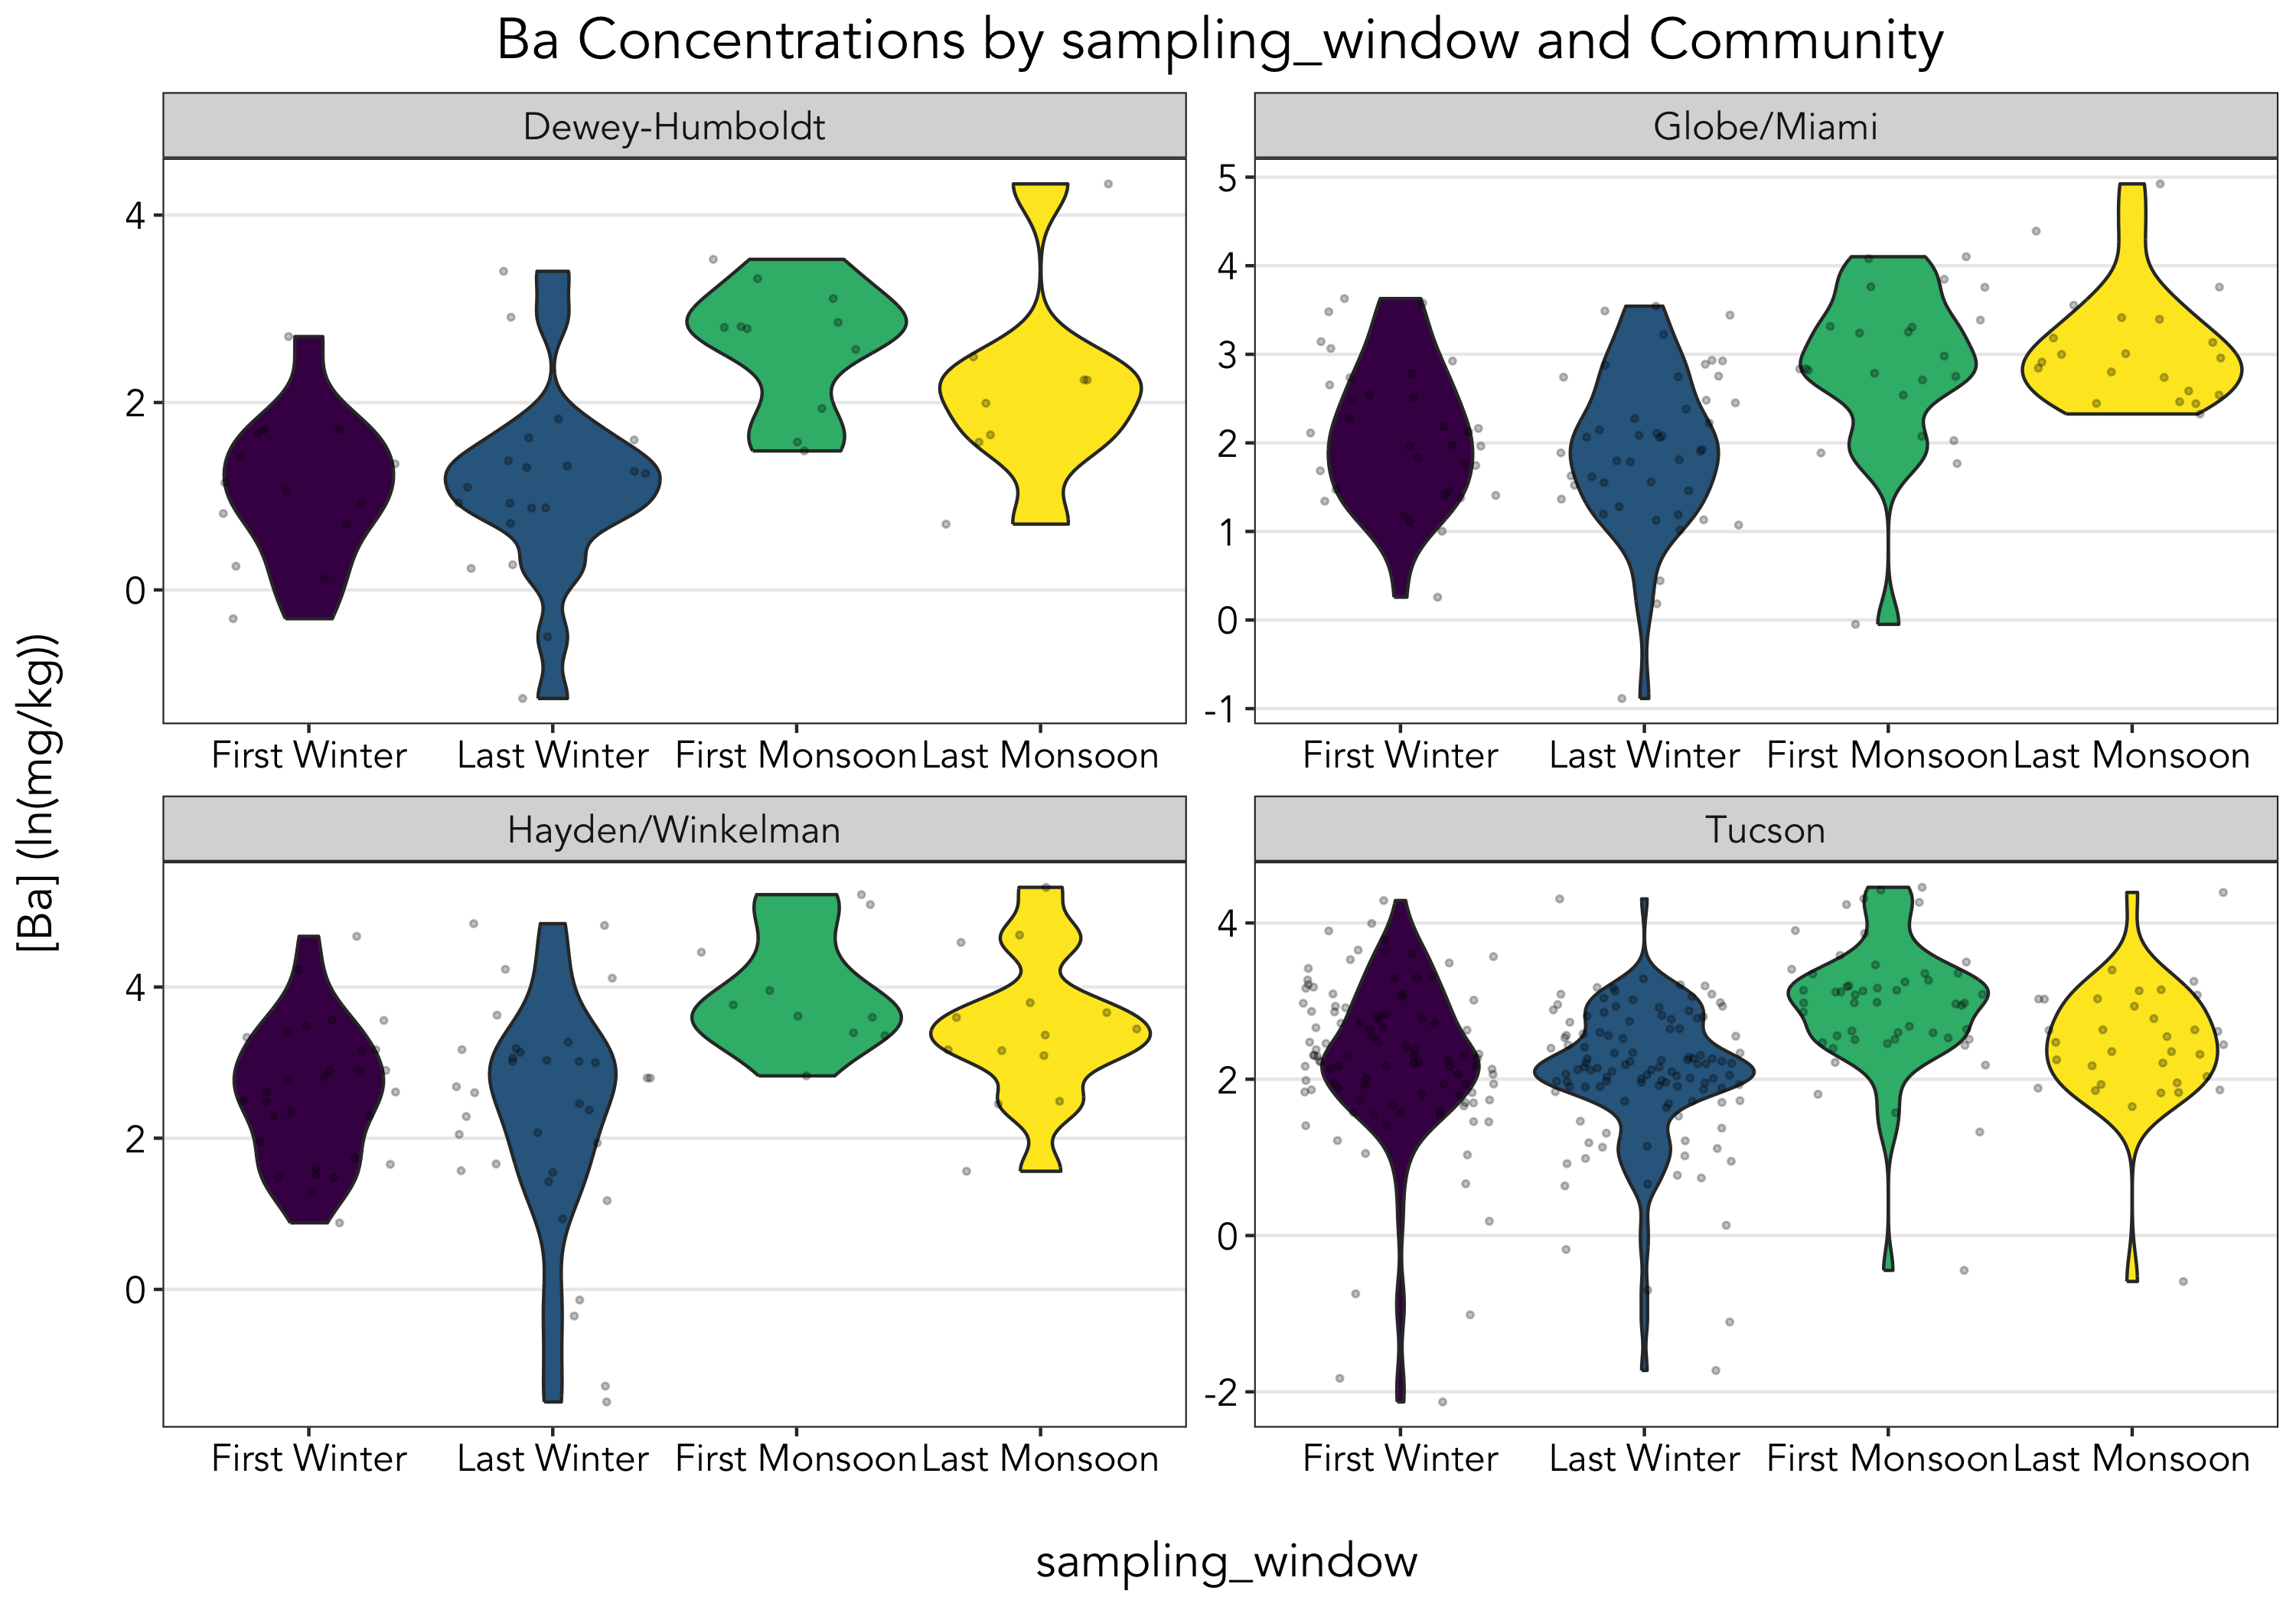 Ba Concentrations by sampling_window and Community
Dewey-Humboldt
Globe/Miami
[Ba] (ln(mg/kg))
4
2
0
5
4
3
2
1
0
-1
First Winter
Last Winter
First Monsoon
Last Monsoon
First Winter
Last Winter
First Monsoon
Last Monsoon
Hayden/Winkelman
Tucson
4
2
0
4
2
0
-2
First Winter
Last Winter
First Monsoon
Last Monsoon
First Winter
Last Winter
First Monsoon
Last Monsoon
sampling_window